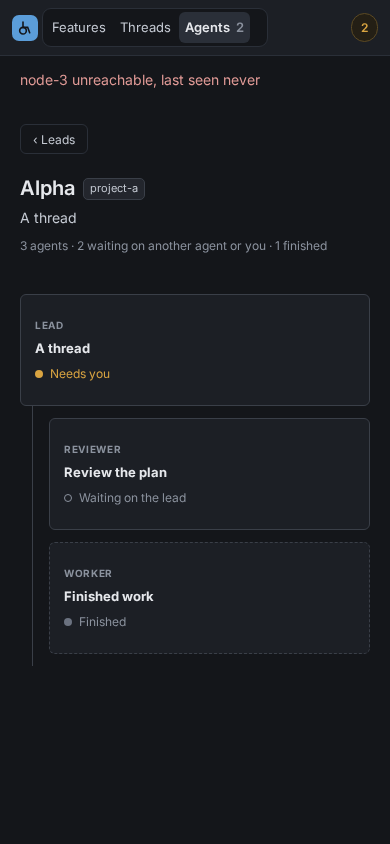 Features Threads Agents 2 2
node-3 unreachable, last seen never
‹ Leads
Alpha project-a
A thread
3 agents · 2 waiting on another agent or you · 1 finished
LEAD
A thread
Needs you
REVIEWER
Review the plan
Waiting on the lead
WORKER
Finished work
Finished